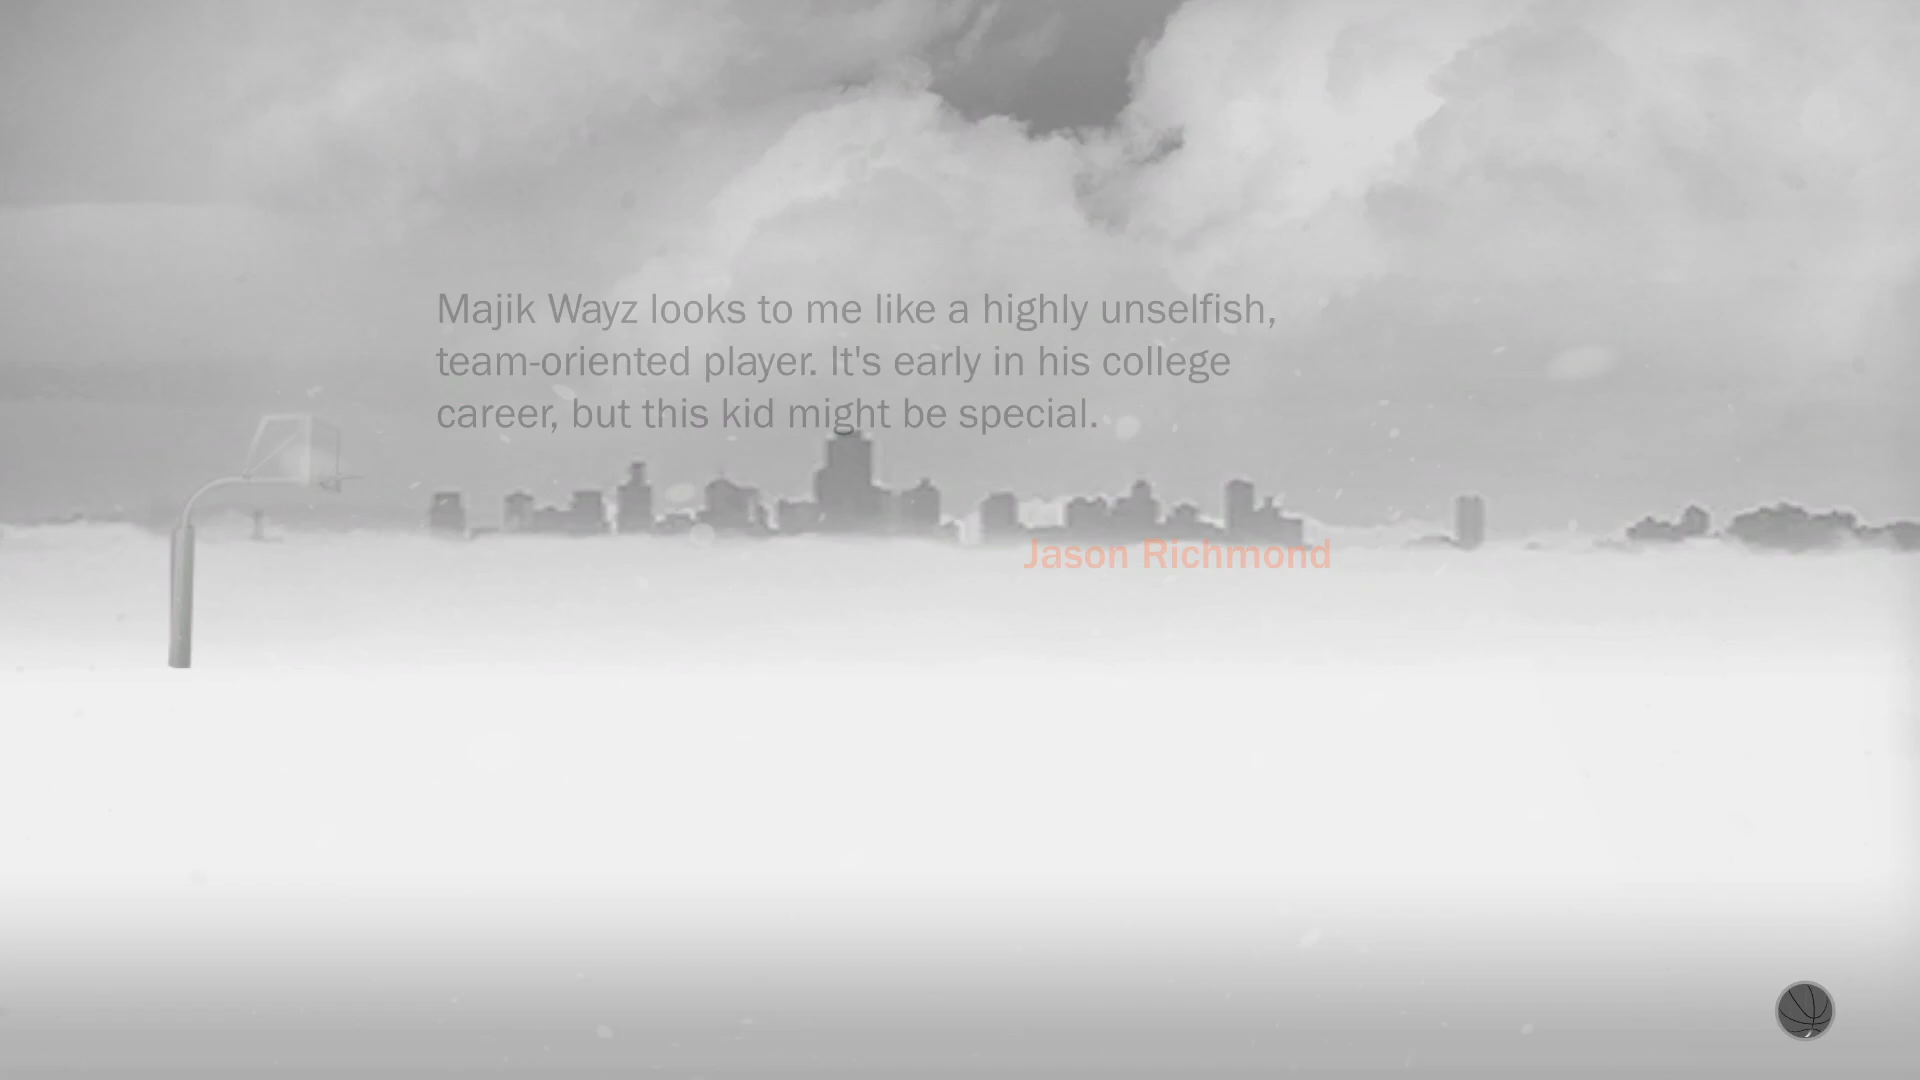 Majik Wayz looks to me like a highly unselfish,
team-oriented player. It's early in his college
career, but this kid might be special.
Jason Richmond